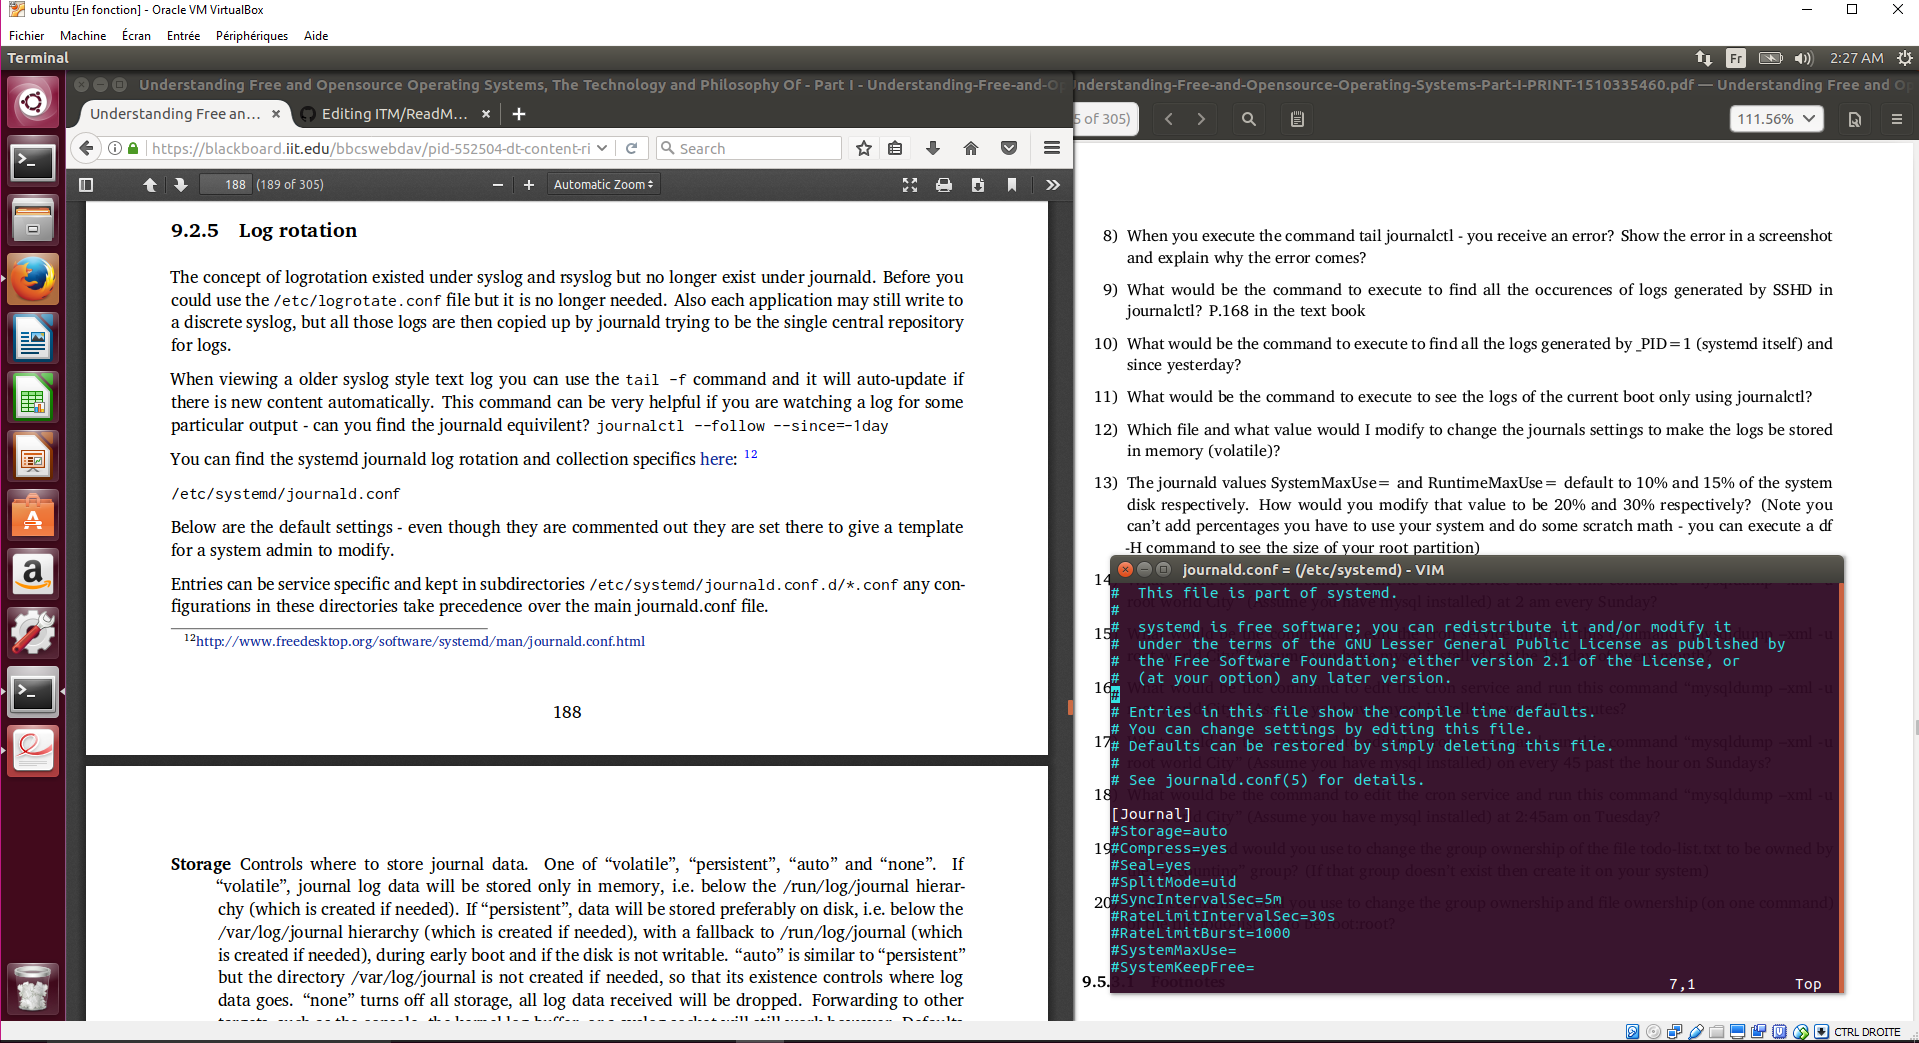 ubuntu [En fonction] - Oracle VM VirtualBox
Fichier Machine Écran Entrée Périphériques Aide
Terminal
Fr
2:27 AM
Understanding Free and Opensource Operating Systems, The Technology and Philosophy Of - Part I - Understanding-Free-and-Op
Understanding Free an...
Editing ITM/ReadM...
https://blackboard.iit.edu/bbcswebdav/pid-552504-dt-content-ri
Search
188 (189 of 305)
Automatic Zoom
9.2.5 Log rotation
The concept of logrotation existed under syslog and rsyslog but no longer exist under journald. Before you
could use the /etc/logrotate.conf file but it is no longer needed. Also each application may still write to
a discrete syslog, but all those logs are then copied up by journald trying to be the single central repository
for logs.
When viewing a older syslog style text log you can use the tail -f command and it will auto-update if
there is new content automatically. This command can be very helpful if you are watching a log for some
particular output - can you find the journald equivilent? journalctl --follow --since=-1day
You can find the systemd journald log rotation and collection specifics here: 12
/etc/systemd/journald.conf
Below are the default settings - even though they are commented out they are set there to give a template
for a system admin to modify.
Entries can be service specific and kept in subdirectories /etc/systemd/journald.conf.d/*.conf any con-
figurations in these directories take precedence over the main journald.conf file.
12http://www.freedesktop.org/software/systemd/man/journald.conf.html
188
Storage Controls where to store journal data. One of “volatile”, “persistent”, “auto” and “none”. If
“volatile”, journal log data will be stored only in memory, i.e. below the /run/log/journal hierar-
chy (which is created if needed). If “persistent”, data will be stored preferably on disk, i.e. below the
/var/log/journal hierarchy (which is created if needed), with a fallback to /run/log/journal (which
is created if needed), during early boot and if the disk is not writable. “auto” is similar to “persistent”
but the directory /var/log/journal is not created if needed, so that its existence controls where log
data goes. “none” turns off all storage, all log data received will be dropped. Forwarding to other
targets, such as the console, the kernel log buffer, or a syslog socket will still work however. Defaults
nderstanding-Free-and-Opensource-Operating-Systems-Part-I-PRINT-1510335460.pdf — Understanding Free and Op
5 of 305)
111.56%
8) When you execute the command tail journalctl - you receive an error? Show the error in a screenshot
and explain why the error comes?
9) What would be the command to execute to find all the occurences of logs generated by SSHD in
journalctl? P.168 in the text book
10) What would be the command to execute to find all the logs generated by _PID=1 (systemd itself) and
since yesterday?
11) What would be the command to execute to see the logs of the current boot only using journalctl?
12) Which file and what value would I modify to change the journals settings to make the logs be stored
in memory (volatile)?
13) The journald values SystemMaxUse= and RuntimeMaxUse= default to 10% and 15% of the system
disk respectively. How would you modify that value to be 20% and 30% respectively? (Note you
can’t add percentages you have to use your system and do some scratch math - you can execute a df
-H command to see the size of your root partition)
14
15
16
17
18
19
20
9.5.3.1 Footnotes
journald.conf = (/etc/systemd) - VIM
# This file is part of systemd.
#
# systemd is free software; you can redistribute it and/or modify it
# under the terms of the GNU Lesser General Public License as published by
# the Free Software Foundation; either version 2.1 of the License, or
# (at your option) any later version.
#
# Entries in this file show the compile time defaults.
# You can change settings by editing this file.
# Defaults can be restored by simply deleting this file.
#
# See journald.conf(5) for details.
[Journal]
#Storage=auto
#Compress=yes
#Seal=yes
#SplitMode=uid
#SyncIntervalSec=5m
#RateLimitIntervalSec=30s
#RateLimitBurst=1000
#SystemMaxUse=
#SystemKeepFree=
7,1 Top
CTRL DROITE